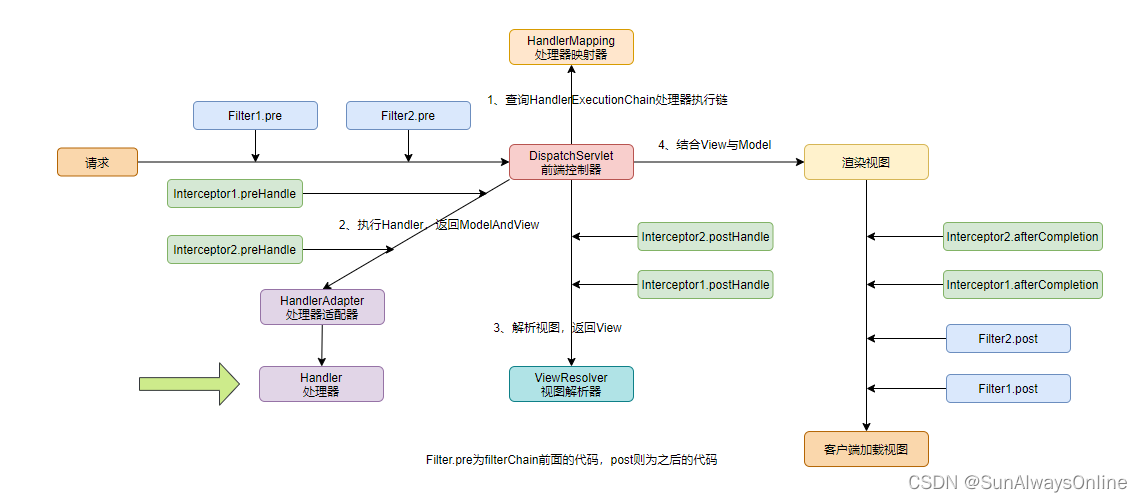 HandlerMapping
处理器映射器
1、查询HandlerExecutionChain处理器执行链
Filter1.pre
Filter2.pre
请求
DispatchServlet
前端控制器
4、结合View与Model
渲染视图
Interceptor1.preHandle
2、执行Handler，返回ModelAndView
Interceptor2.preHandle
Interceptor2.postHandle
Interceptor2.afterCompletion
HandlerAdapter
处理器适配器
Interceptor1.postHandle
Interceptor1.afterCompletion
3、解析视图，返回View
Filter2.post
Handler
处理器
ViewResolver
视图解析器
Filter1.post
客户端加载视图
Filter.pre为filterChain前面的代码，post则为之后的代码
CSDN @SunAlwaysOnline